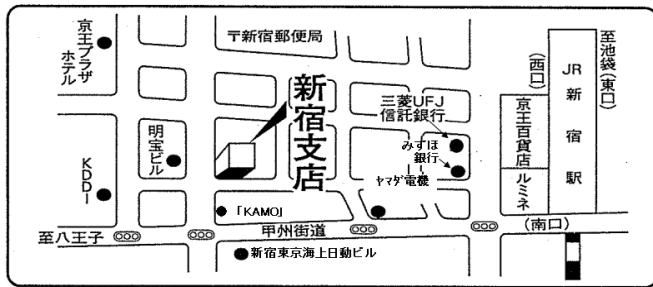 京王プラザ
ホテル
〒新宿郵便局
至池袋(東口)
(西口)
JR新宿駅
三菱UFJ
信託銀行
京王百貨店
新宿支店
明宝ビル
みずほ
銀行
KDDI
ヤマダ電機
ルミネ
「KAMO」
甲州街道
(南口)
至八王子
新宿東京海上日動ビル